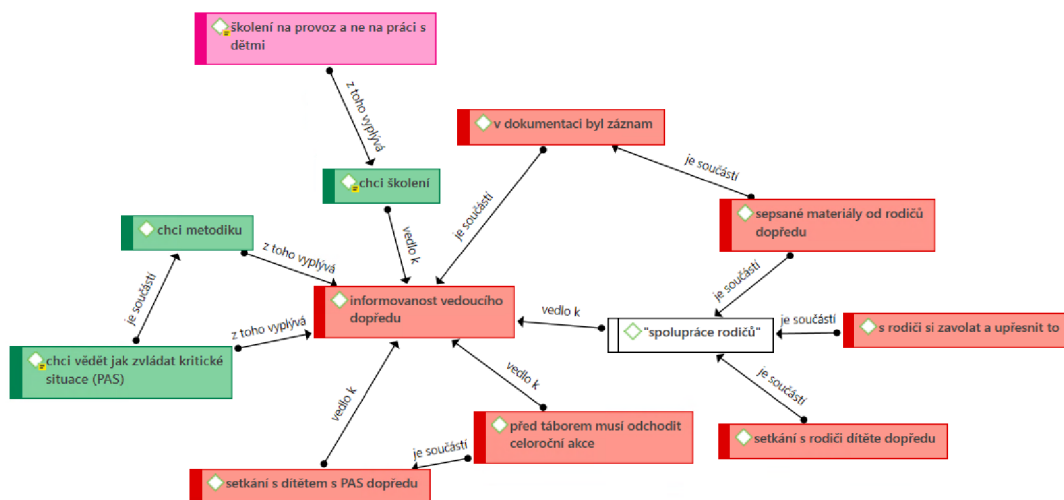 školení na provoz a ne na práci s
dětmi
z toho vyplývá
v dokumentaci byl záznam
je součástí
chci školení
je součástí
sepsané materiály od rodičů
dopředu
chci metodiku
z toho vyplývá
vedlo k
je součástí
informovanost vedoucího
dopředu
je součástí
z toho vyplývá
vedlo k
"spolupráce rodičů"
je součástí
s rodiči si zavolat a upřesnit to
chci vědět jak zvládat kritické
situace (PAS)
vedlo k
vedlo k
je součástí
před táborem musí odchodit
celoroční akce
setkání s rodiči dítěte dopředu
je součástí
setkání s dítětem s PAS dopředu